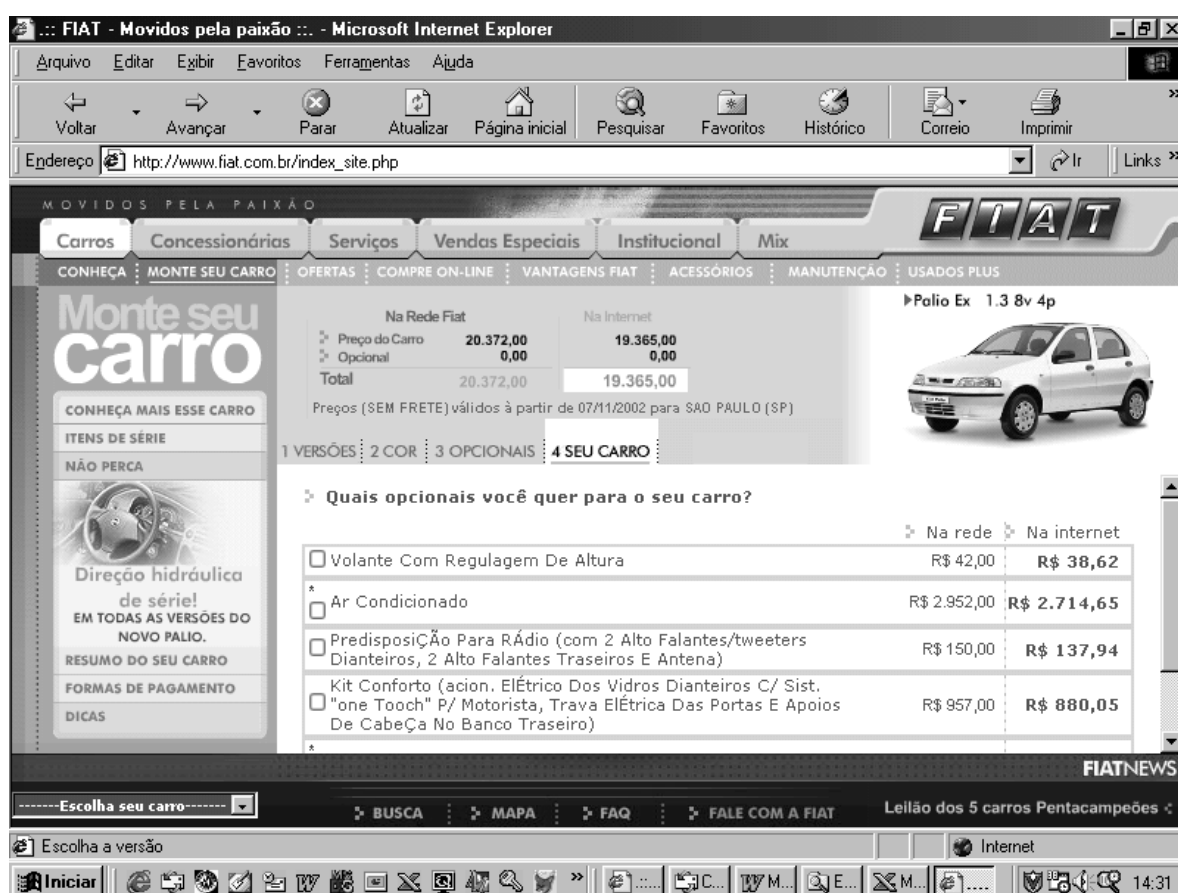 .:: FIAT - Movidos pela paixão ::. - Microsoft Internet Explorer
Arquivo Editar Exibir Favoritos Ferramentas Ajuda
Voltar Avançar Parar Atualizar Página inicial Pesquisar Favoritos Histórico Correio Imprimir
Endereço http://www.fiat.com.br/index_site.php Ir Links
MOVIDOS PELA PAIXÃO
FIAT
Carros Concessionárias Serviços Vendas Especiais Institucional Mix
CONHEÇA MONTE SEU CARRO OFERTAS COMPRE ON-LINE VANTAGENS FIAT ACESSÓRIOS MANUTENÇÃO USADOS PLUS
Monte seu
carro
Na Rede Fiat Na Internet
Preço do Carro 20.372,00 19.365,00
Opcional 0,00 0,00
Total 20.372,00 19.365,00
Preços (SEM FRETE) válidos à partir de 07/11/2002 para SAO PAULO (SP)
Palio Ex 1.3 8v 4p
1 VERSÕES 2 COR 3 OPCIONAIS 4 SEU CARRO
CONHEÇA MAIS ESSE CARRO
ITENS DE SÉRIE
NÃO PERCA
Direção hidráulica
de série!
EM TODAS AS VERSÕES DO
NOVO PALIO.
RESUMO DO SEU CARRO
FORMAS DE PAGAMENTO
DICAS
Quais opcionais você quer para o seu carro?
Na rede Na internet
Volante Com Regulagem De Altura R$ 42,00 R$ 38,62
*
Ar Condicionado R$ 2.952,00 R$ 2.714,65
PredisposiÇÃo Para RÁdio (com 2 Alto Falantes/tweeters
Dianteiros, 2 Alto Falantes Traseiros E Antena) R$ 150,00 R$ 137,94
Kit Conforto (acion. ElÉtrico Dos Vidros Dianteiros C/ Sist.
"one Tooch" P/ Motorista, Trava ElÉtrica Das Portas E Apoios
De CabeÇa No Banco Traseiro) R$ 957,00 R$ 880,05
*
FIATNEWS
-------Escolha seu carro-------
BUSCA MAPA FAQ FALE COM A FIAT
Leilão dos 5 carros Pentacampeões
Escolha a versão Internet
Iniciar .::... C... M... E... M... .... 14:31